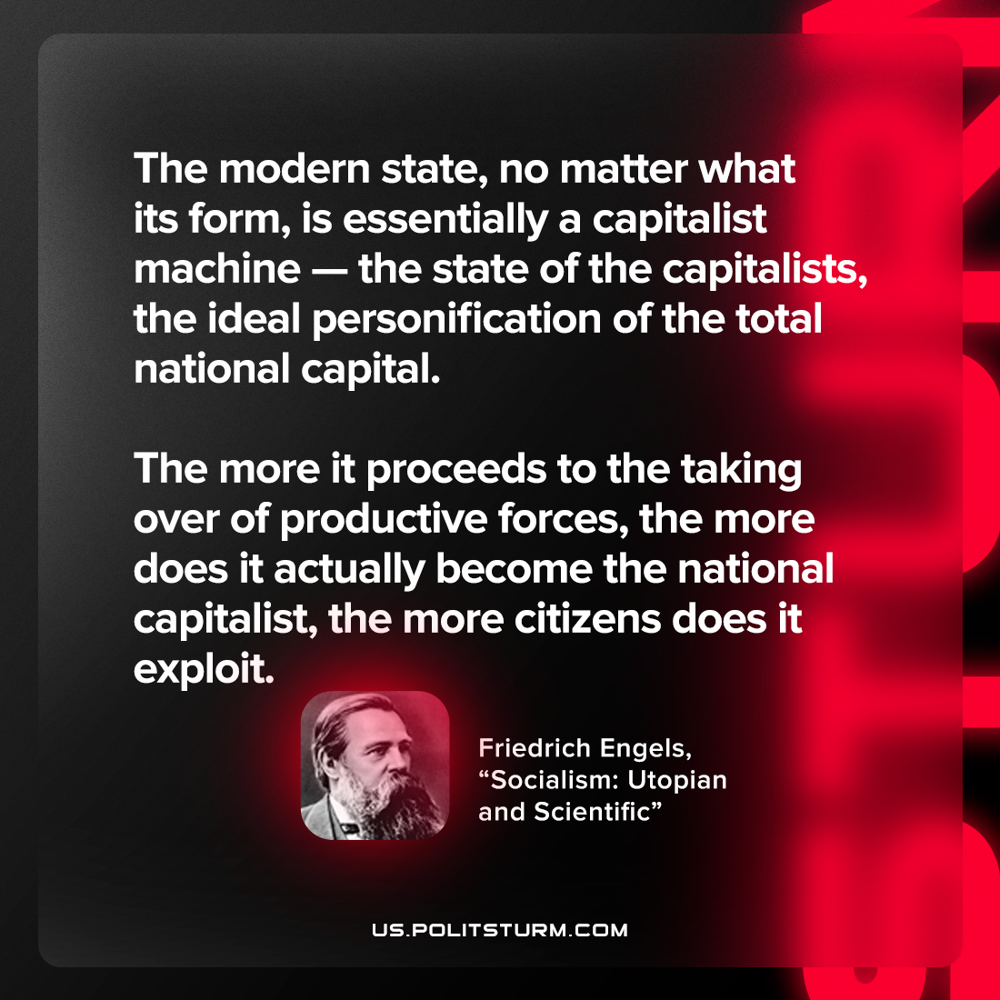 The modern state, no matter what
its form, is essentially a capitalist
machine — the state of the capitalists,
the ideal personification of the total
national capital.
The more it proceeds to the taking
over of productive forces, the more
does it actually become the national
capitalist, the more citizens does it
exploit.
Friedrich Engels,
“Socialism: Utopian
and Scientific”
US.POLITSTURM.COM